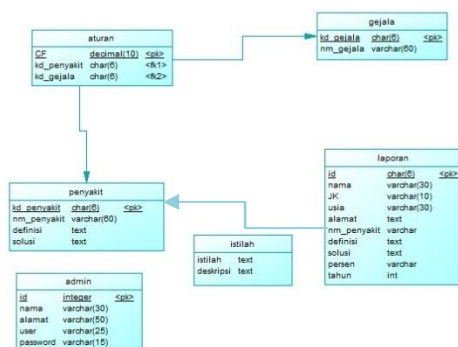 aturan
CF decimal(10) <pk>
kd_penyakit char(6) <fk1>
kd_gejala char(6) <fk2>
gejala
kd_gejala char(6) <pk>
nm_gejala varchar(60)
penyakit
kd_penyakit char(6) <pk>
nm_penyakit varchar(60)
definisi text
solusi text
laporan
id char(6) <pk>
nama varchar(30)
JK varchar(10)
usia varchar(30)
alamat text
nm_penyakit varchar
definisi text
solusi text
persen varchar
tahun int
istilah
istilah text
deskripsi text
admin
id integer <pk>
nama varchar(30)
alamat varchar(50)
user varchar(25)
password varchar(15)